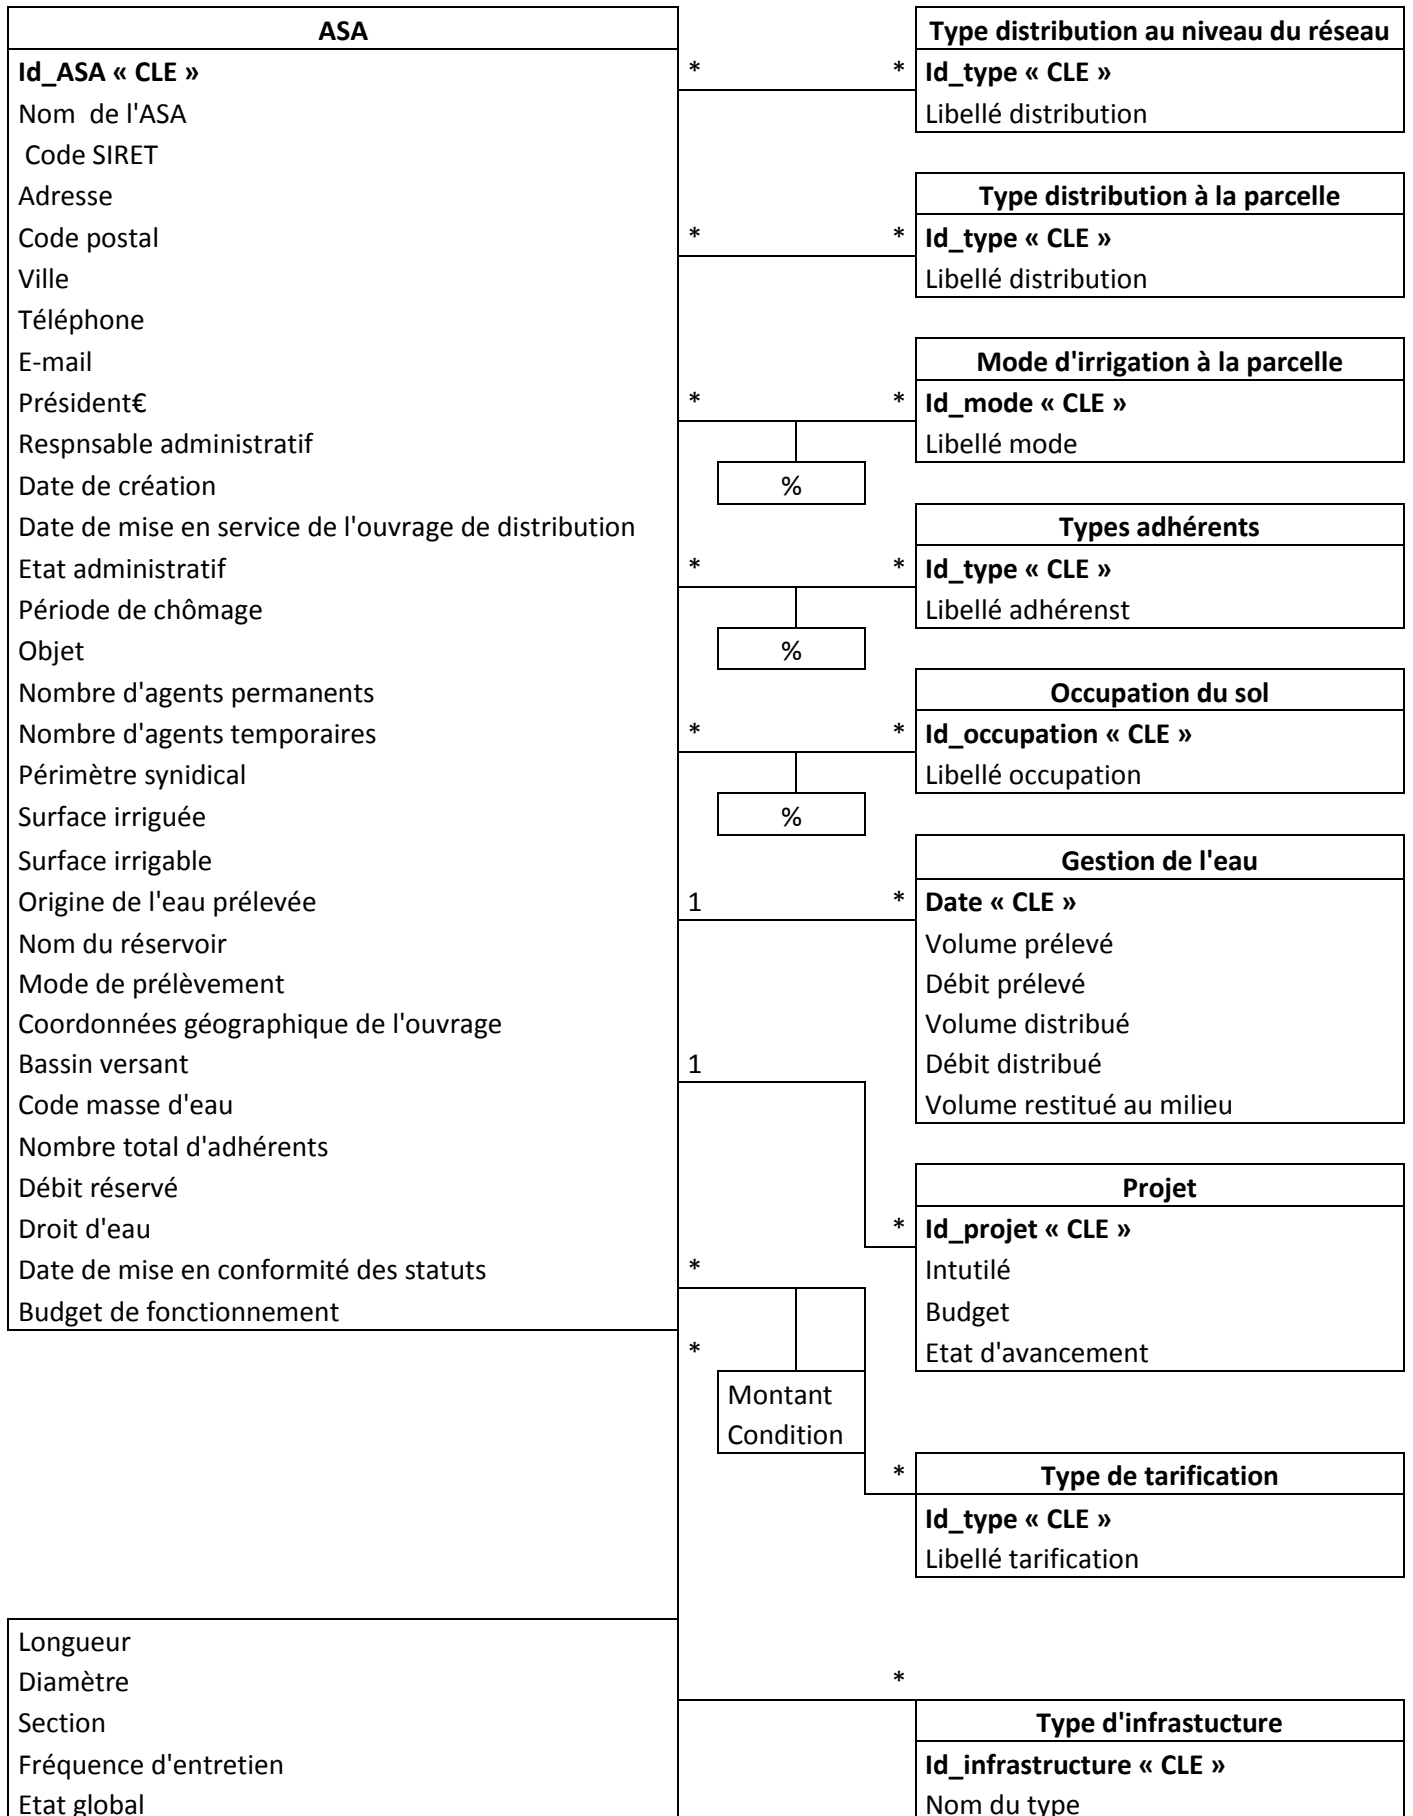 ASA
Id_ASA « CLE »
Nom  de l'ASA
Code SIRET
Adresse
Code postal
Ville
Téléphone
E-mail
Président€
Respnsable administratif
Date de création
Date de mise en service de l'ouvrage de distribution
Etat administratif
Période de chômage
Objet
Nombre d'agents permanents
Nombre d'agents temporaires
Périmètre synidical
Surface irriguée
Surface irrigable
Origine de l'eau prélevée
Nom du réservoir
Mode de prélèvement
Coordonnées géographique de l'ouvrage
Bassin versant
Code masse d'eau
Nombre total d'adhérents
Débit réservé
Droit d'eau
Date de mise en conformité des statuts
Budget de fonctionnement
Type distribution au niveau du réseau
* * Id_type « CLE »
Libellé distribution
Type distribution à la parcelle
* * Id_type « CLE »
Libellé distribution
Mode d'irrigation à la parcelle
* * Id_mode « CLE »
Libellé mode
%
Types adhérents
* * Id_type « CLE »
Libellé adhérenst
%
Occupation du sol
* * Id_occupation « CLE »
Libellé occupation
%
Gestion de l'eau
1 * Date « CLE »
Volume prélevé
Débit prélevé
Volume distribué
Débit distribué
1
Volume restitué au milieu
Projet
* Id_projet « CLE »
Intutilé
Budget
Etat d'avancement
*
*
Montant
Condition
* Type de tarification
Id_type « CLE »
Libellé tarification
Longueur
Diamètre
Section
Fréquence d'entretien
Etat global
*
Type d'infrastucture
Id_infrastructure « CLE »
Nom du type